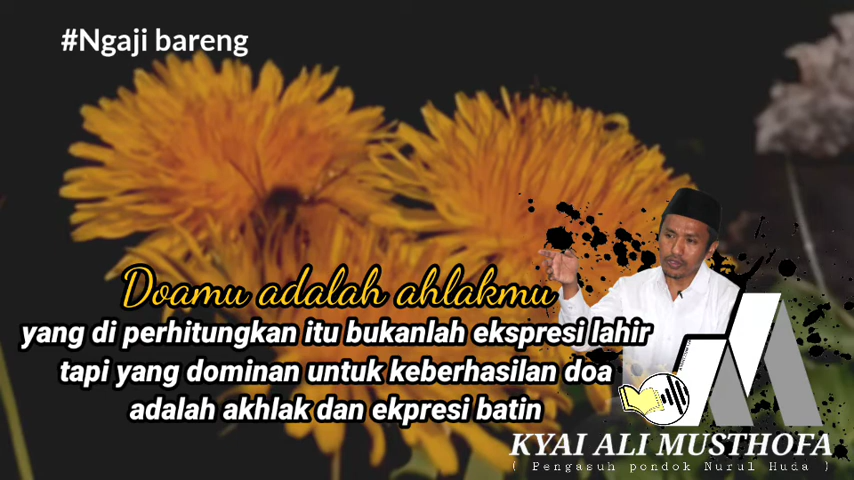 #Ngaji bareng
Doamu adalah ahlakmu
yang di perhitungkan itu bukanlah ekspresi lahir
tapi yang dominan untuk keberhasilan doa
adalah akhlak dan ekpresi batin
KYAI ALI MUSTHOFA
( Pengasuh pondok Nurul Huda )